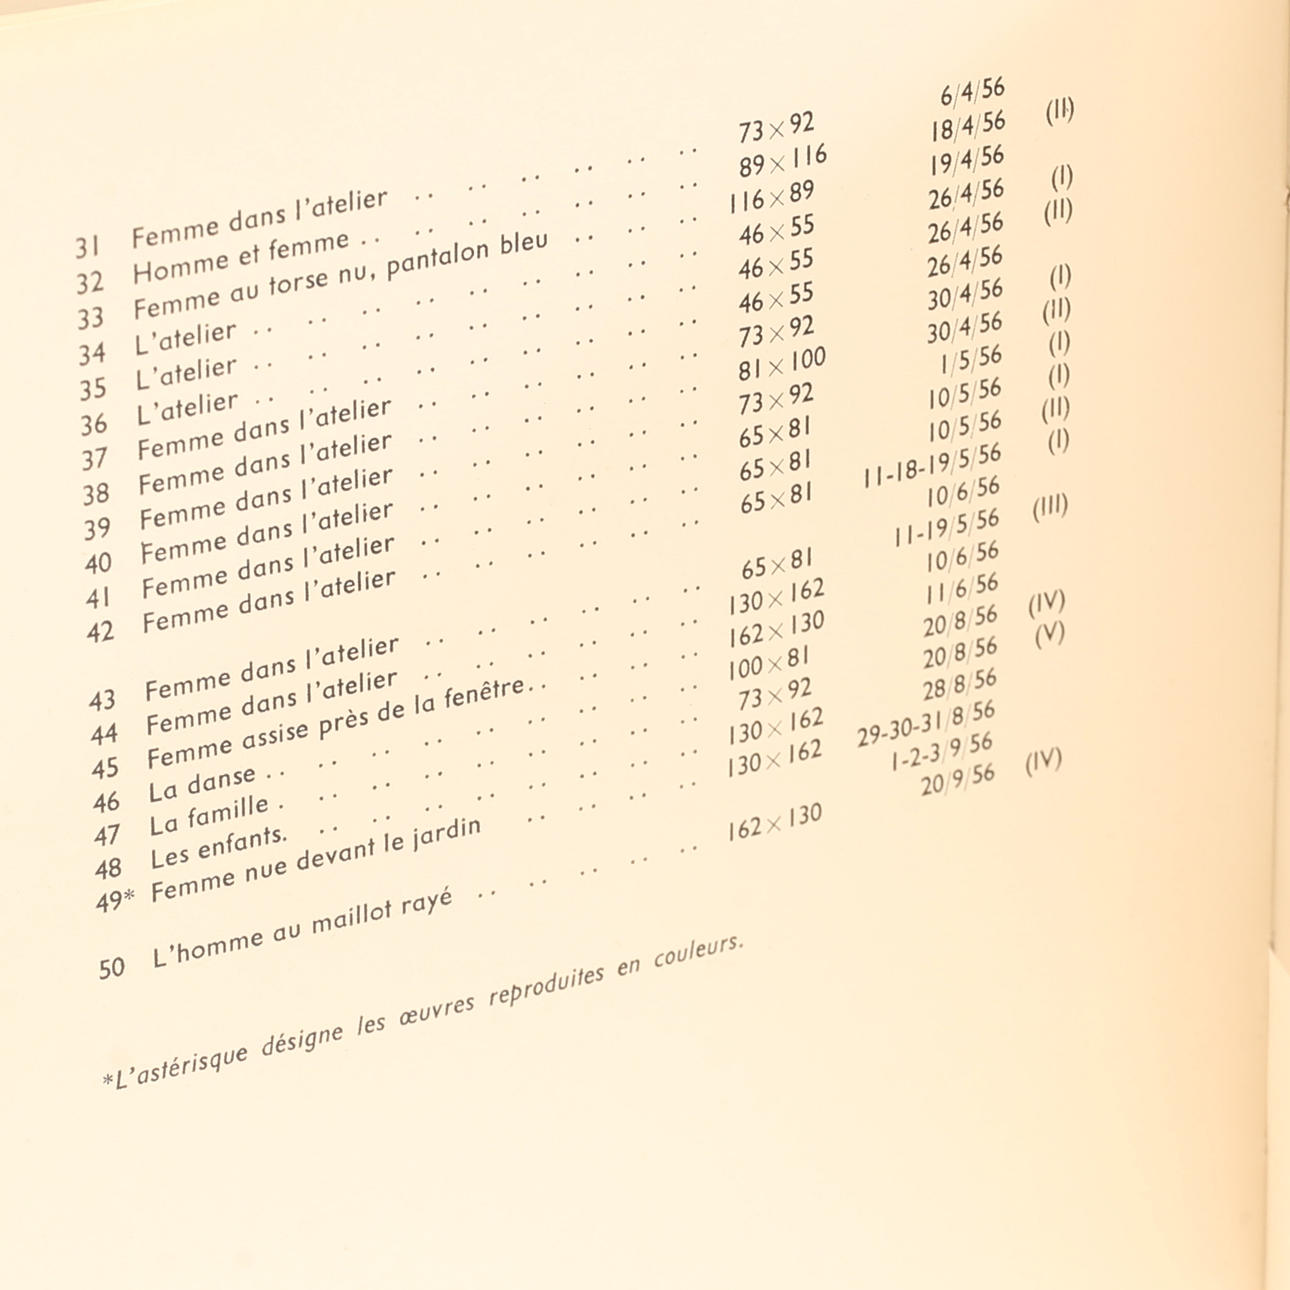 31 Femme dans l'atelier .. .. .. .. .. .. 73×92 6/4/56
32 Homme et femme .. .. .. .. .. .. .. 89×116 18/4/56 (II)
33 Femme au torse nu, pantalon bleu .. .. .. 116×89 19/4/56
34 L'atelier .. .. .. .. .. .. .. .. .. 46×55 26/4/56 (I)
35 L'atelier .. .. .. .. .. .. .. .. .. 46×55 26/4/56 (II)
36 L'atelier .. .. .. .. .. .. .. .. .. 46×55 26/4/56
37 Femme dans l'atelier .. .. .. .. .. .. 73×92 30/4/56 (I)
38 Femme dans l'atelier .. .. .. .. .. .. 81×100 30/4/56 (II)
39 Femme dans l'atelier .. .. .. .. .. .. 73×92 1/5/56 (I)
40 Femme dans l'atelier .. .. .. .. .. .. 65×81 10/5/56 (I)
41 Femme dans l'atelier .. .. .. .. .. .. 65×81 10/5/56 (II)
42 Femme dans l'atelier .. .. .. .. .. .. 65×81 11-18-19/5/56 (I)
10/6/56
43 Femme dans l'atelier .. .. .. .. .. .. 65×81 11-19/5/56 (III)
44 Femme dans l'atelier .. .. .. .. .. .. 130×162 10/6/56
45 Femme assise près de la fenêtre.. .. .. .. 162×130 11/6/56
46 La danse .. .. .. .. .. .. .. .. .. 100×81 20/8/56 (IV)
47 La famille . .. .. .. .. .. .. .. .. 73×92 20/8/56 (V)
48 Les enfants. .. .. .. .. .. .. .. .. 130×162 28/8/56
49* Femme nue devant le jardin .. .. .. .. 130×162 29-30-31/8/56
1-2-3/9/56
50 L'homme au maillot rayé .. .. .. .. .. 162×130 20/9/56 (IV)
*L'astérisque désigne les œuvres reproduites en couleurs.